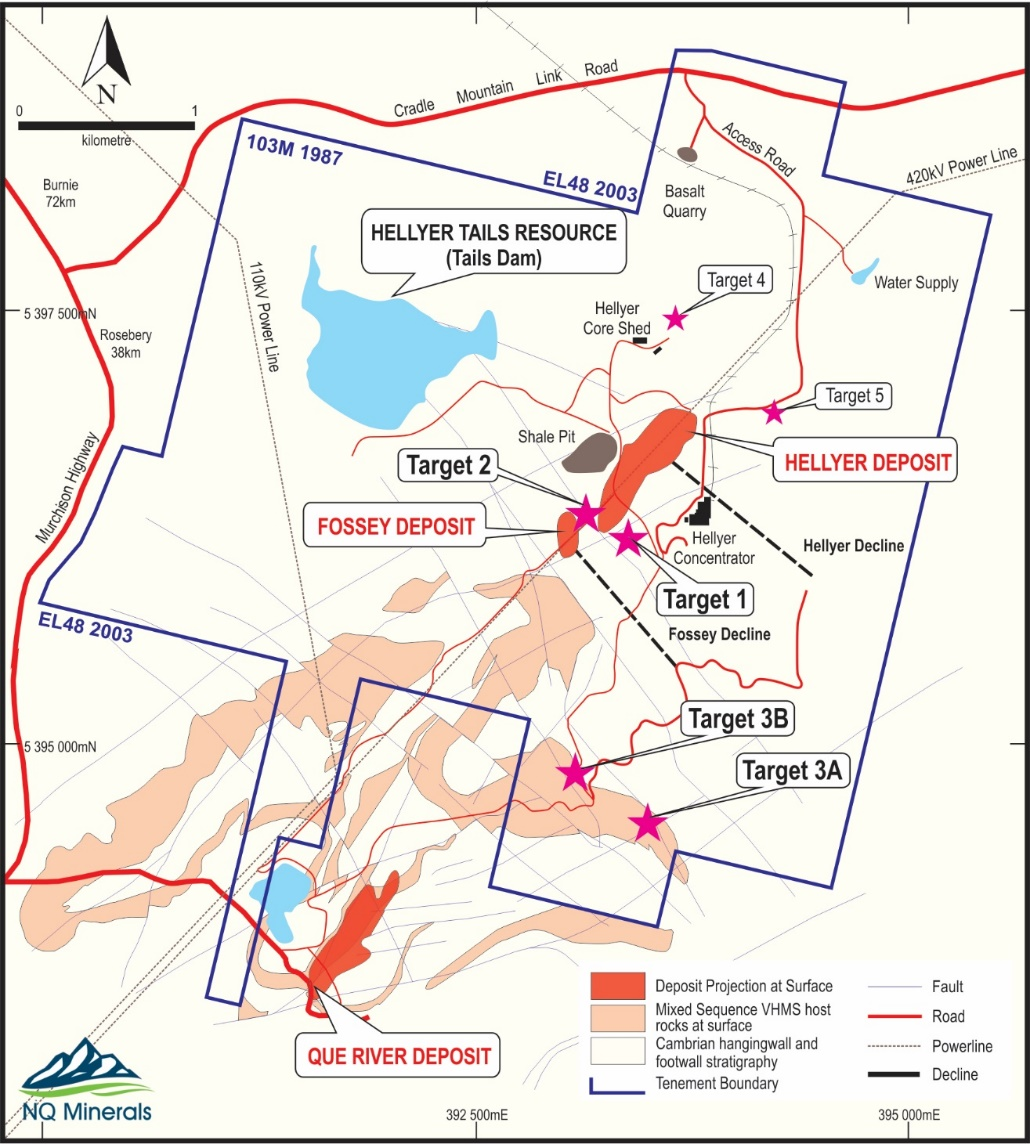 Cradle Mountain Link Road
N
0 1
kilometre
103M 1987
EL48 2003
Access Road
420kV Power Line
Burnie
72km
Basalt
Quarry
HELLYER TAILS RESOURCE
(Tails Dam)
110kV Power Line
Target 4
Water Supply
5 397 500mN
Hellyer
Core Shed
Rosebery
38km
Target 5
Shale Pit
Murchison Highway
Target 2
HELLYER DEPOSIT
FOSSEY DEPOSIT
Hellyer
Concentrator
Hellyer Decline
Target 1
EL48 2003
Fossey Decline
Target 3B
5 395 000mN
Target 3A
QUE RIVER DEPOSIT
Deposit Projection at Surface
Mixed Sequence VHMS host
rocks at surface
Cambrian hangingwall and
footwall stratigraphy
Tenement Boundary
Fault
Road
Powerline
Decline
NQ Minerals
392 500mE
395 000mE